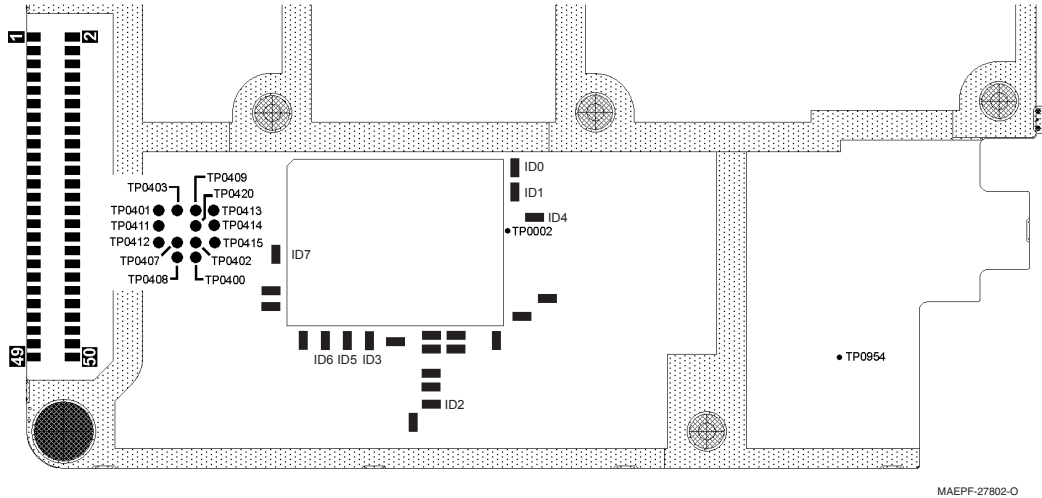 1
2
TP0409
TP0403
TP0420
TP0401
TP0413
TP0411
TP0414
TP0412
TP0415
TP0407
TP0402
TP0408
TP0400
ID0
ID1
ID4
TP0002
ID7
ID6 ID5 ID3
ID2
49
50
TP0954
MAEPF-27802-O